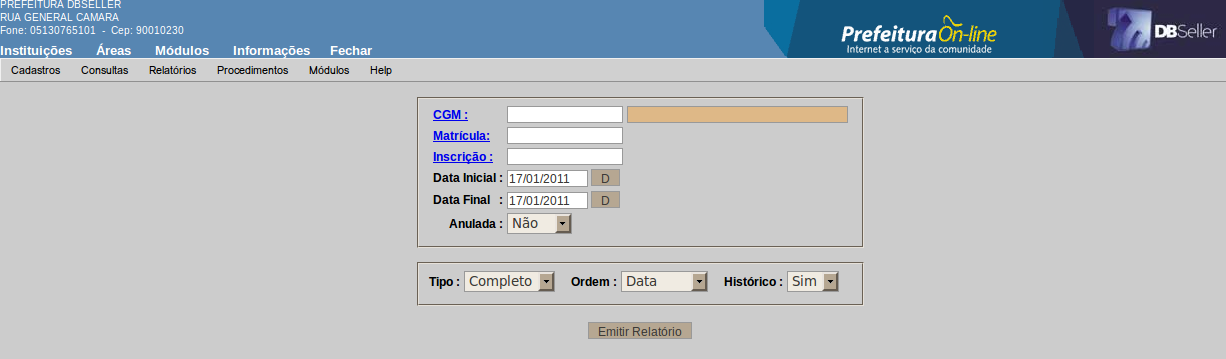 PREFEITURA DBSELLER
RUA GENERAL CAMARA
Fone: 05130765101 - Cep: 90010230
PrefeituraOn-line
Internet a serviço da comunidade
DBSeller
Instituições Áreas Módulos Informações Fechar
Cadastros Consultas Relatórios Procedimentos Módulos Help
CGM :
Matrícula:
Inscrição :
Data Inicial : 17/01/2011 D
Data Final : 17/01/2011 D
Anulada : Não
Tipo : Completo Ordem : Data Histórico : Sim
Emitir Relatório